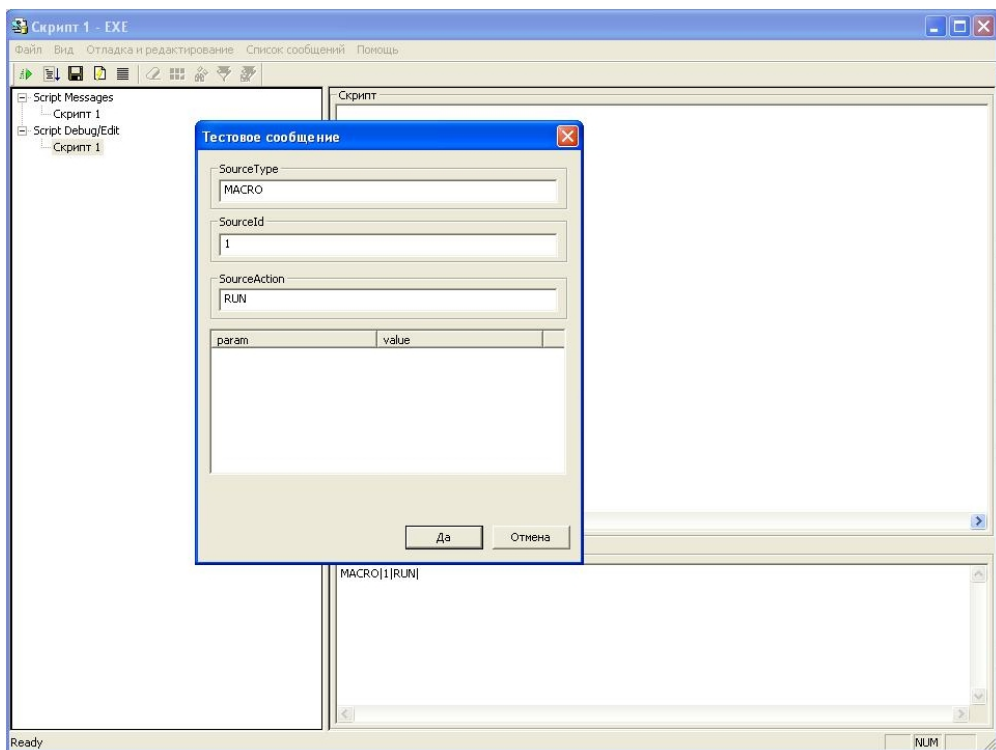 Скрипт 1 - EXE
Файл Вид Отладка и редактирование Список сообщений Помощь
Script Messages
Скрипт 1
Script Debug/Edit
Скрипт 1
Скрипт
Тестовое сообщение
SourceType
MACRO
SourceId
1
SourceAction
RUN
param value
Да Отмена
MACRO|1|RUN|
Ready NUM